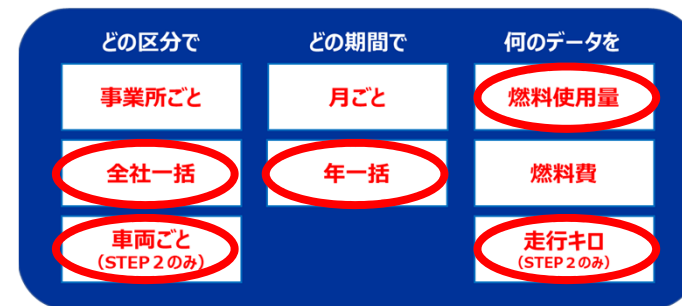 どの区分で
どの期間で
何のデータを
事業所ごと
月ごと
燃料使用量
全社一括
年一括
燃料費
車両ごと
(STEP2のみ)
走行キロ
(STEP2のみ)